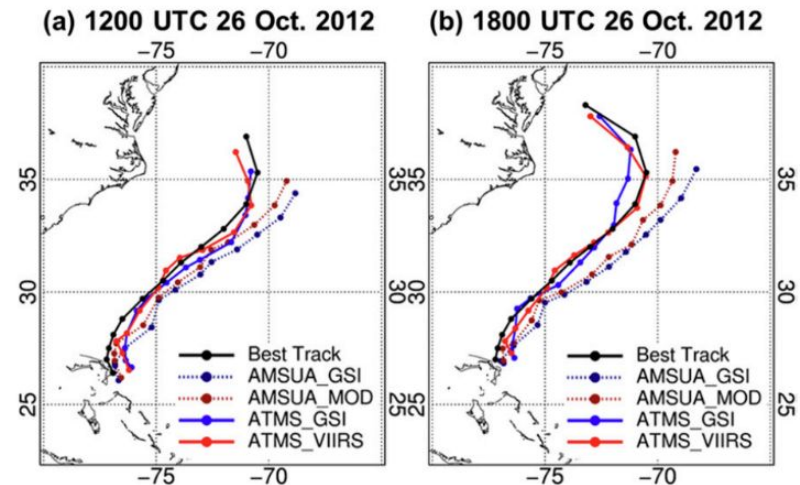 (a) 1200 UTC 26 Oct. 2012
(b) 1800 UTC 26 Oct. 2012
−75 −70
−75 −70
35 35 35
30 30 30
25 25 25
Best Track
AMSUA_GSI
AMSUA_MOD
ATMS_GSI
ATMS_VIIRS
Best Track
AMSUA_GSI
AMSUA_MOD
ATMS_GSI
ATMS_VIIRS
−75 −70
−75 −70